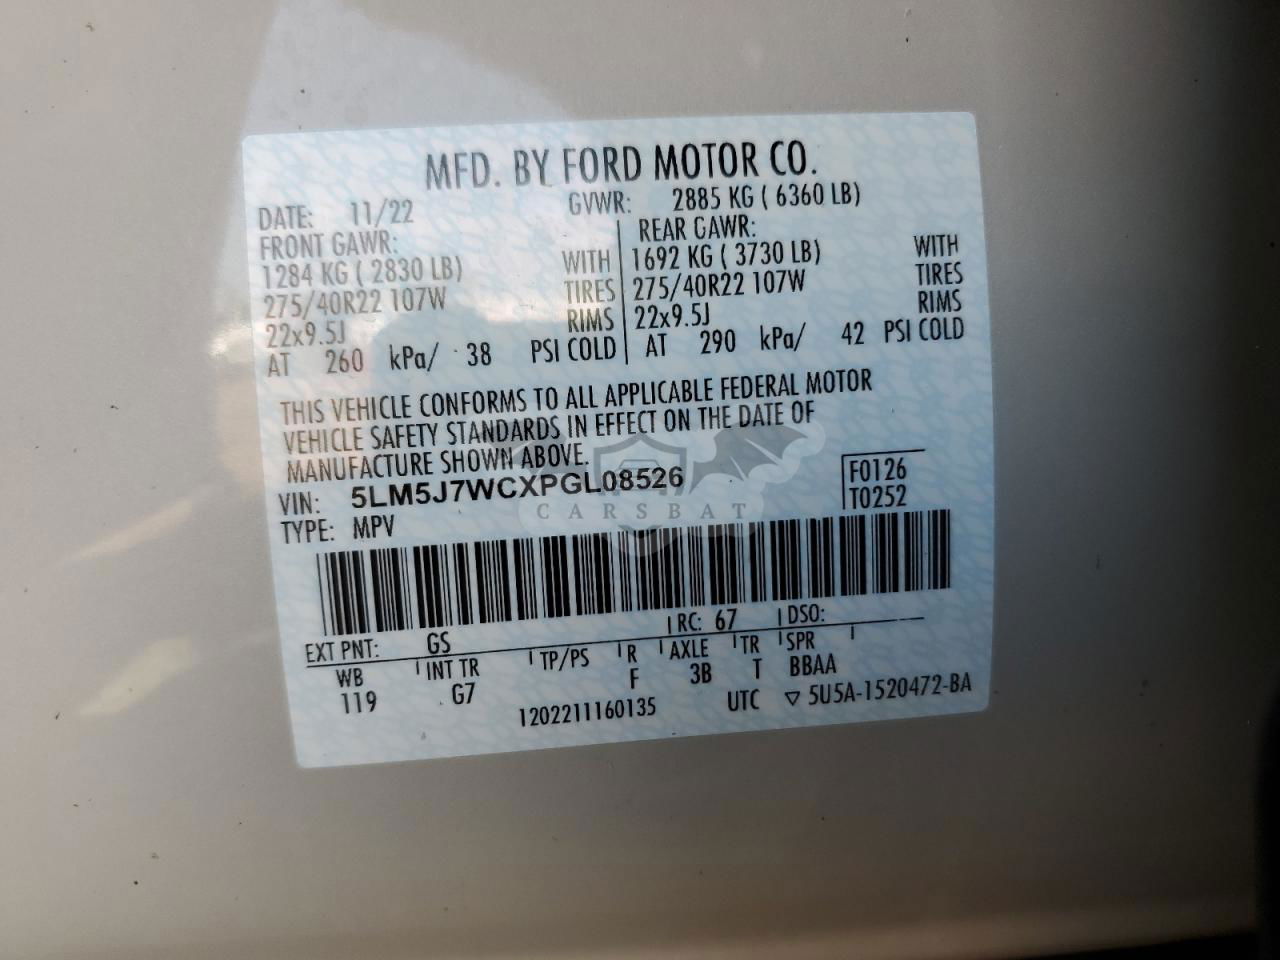 MFD. BY FORD MOTOR CO.
DATE: 11/22 GVWR: 2885 KG ( 6360 LB)
FRONT GAWR: REAR GAWR:
1284 KG ( 2830 LB) WITH 1692 KG ( 3730 LB) WITH
275/40R22 107W TIRES 275/40R22 107W TIRES
22x9.5J RIMS 22x9.5J RIMS
AT 260 kPa/ 38 PSI COLD AT 290 kPa/ 42 PSI COLD
THIS VEHICLE CONFORMS TO ALL APPLICABLE FEDERAL MOTOR
VEHICLE SAFETY STANDARDS IN EFFECT ON THE DATE OF
MANUFACTURE SHOWN ABOVE.
VIN: 5LM5J7WCXPGL08526 F0126
TYPE: MPV T0252
CARSBAT
EXT PNT: GS RC: 67 DSO:
WB INT TR TP/PS R AXLE TR SPR
119 G7 F 3B T BBAA
1202211160135 UTC ▽ 5U5A-1520472-BA